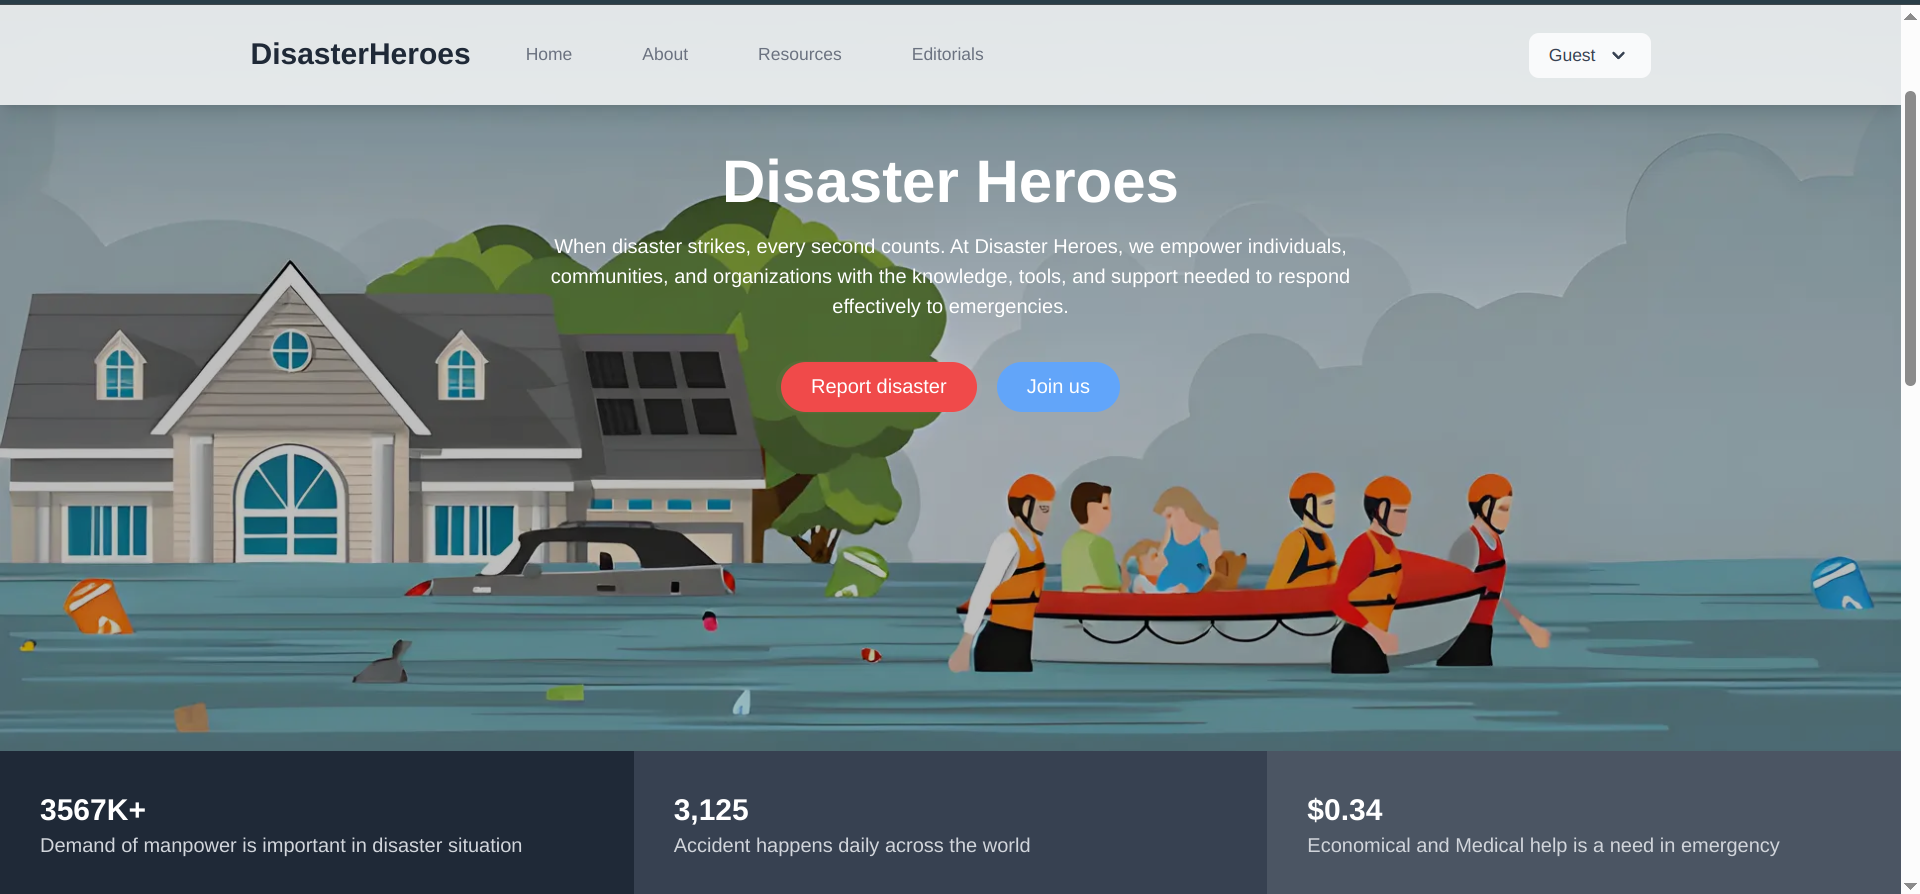 DisasterHeroes
Home
About
Resources
Editorials
Guest
Disaster Heroes
When disaster strikes, every second counts. At Disaster Heroes, we empower individuals,
communities, and organizations with the knowledge, tools, and support needed to respond
effectively to emergencies.
Report disaster
Join us
3567K+
Demand of manpower is important in disaster situation
3,125
Accident happens daily across the world
$0.34
Economical and Medical help is a need in emergency